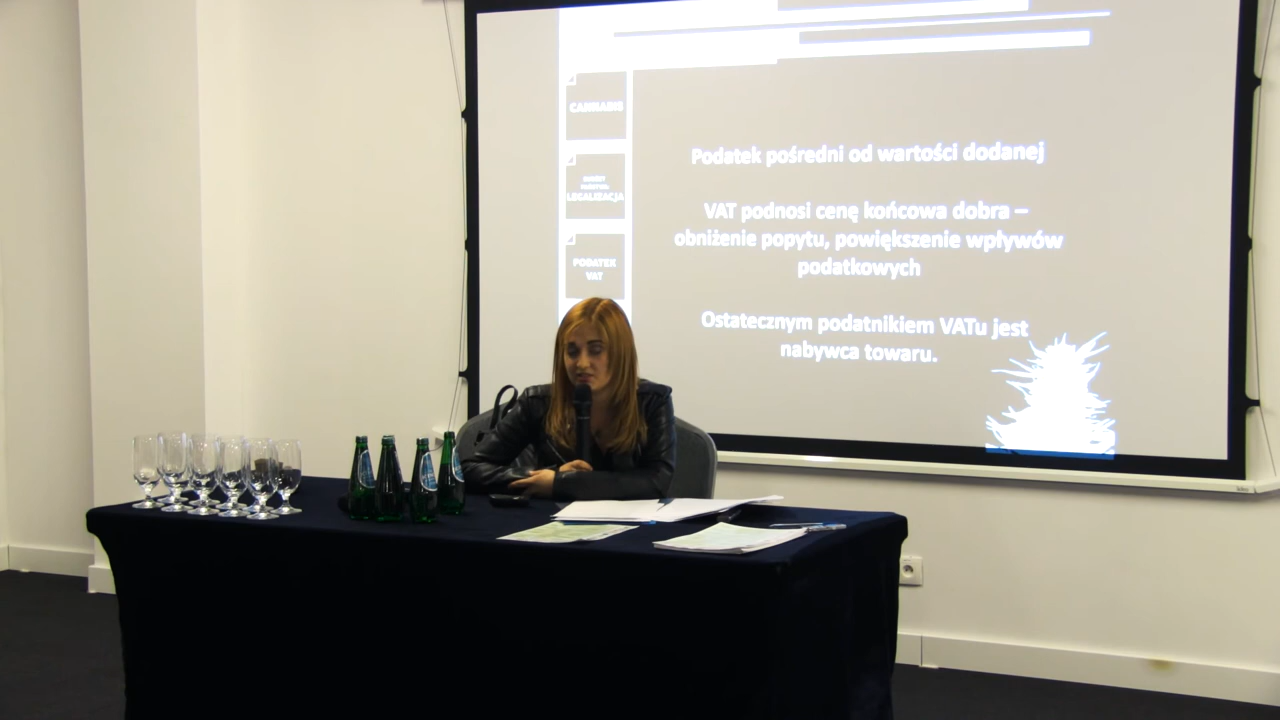 CANNABIS
LEGALIZACJA
PODATEK
VAT
Podatek pośredni od wartości dodanej
VAT podnosi cenę końcowa dobra –
obniżenie popytu, powiększenie wpływów
podatkowych
Ostatecznym podatnikiem VATu jest
nabywca towaru.